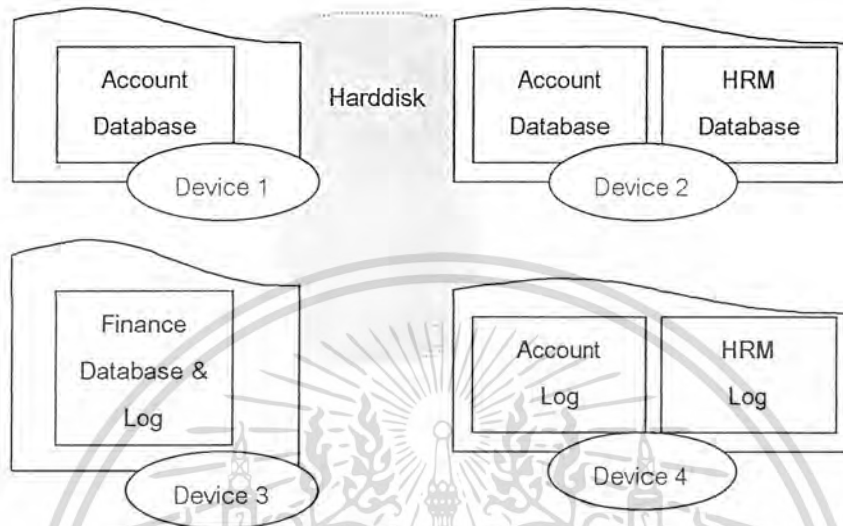 Account
Database
Device 1
Harddisk
Account
Database
HRM
Database
Device 2
Finance
Database &
Log
Device 3
Account
Log
HRM
Log
Device 4